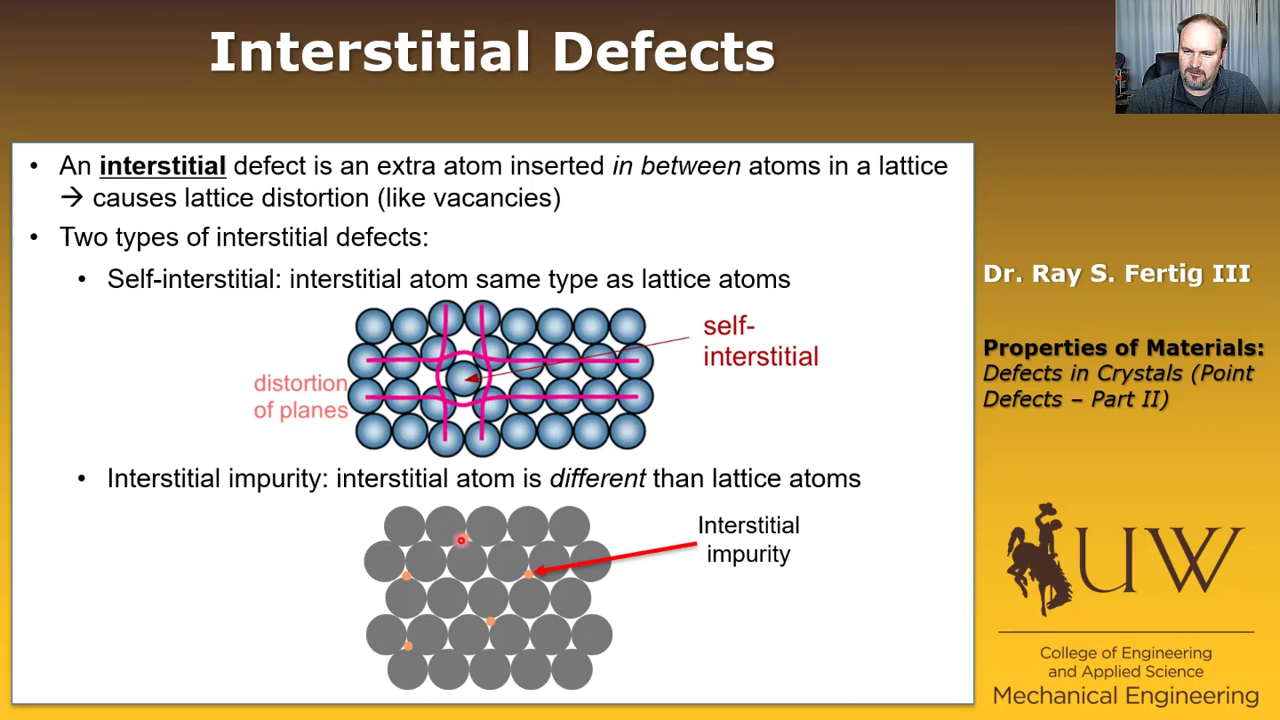 Interstitial Defects
• An interstitial defect is an extra atom inserted in between atoms in a lattice
→ causes lattice distortion (like vacancies)
• Two types of interstitial defects:
• Self-interstitial: interstitial atom same type as lattice atoms
self-
interstitial
distortion
of planes
• Interstitial impurity: interstitial atom is different than lattice atoms
Interstitial
impurity
Dr. Ray S. Fertig III
Properties of Materials:
Defects in Crystals (Point
Defects – Part II)
UW
College of Engineering
and Applied Science
Mechanical Engineering